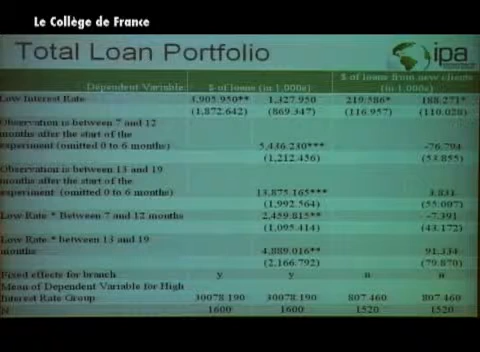 Le Collège de France
Total Loan Portfolio
ipa
Dependent Variable
$ of loans (in 1,000s)
$ of loans from new clients
(in 1,000s)
Low Interest Rate 3,905.950** 1,327.950 219.586* 188.271*
(1,872.642) (869.347) (116.957) (110.028)
Observation is between 7 and 12
months after the start of the
experiment (omitted 0 to 6 months) 5,436.230*** -76.794
(1,212.456) (53.855)
Observation is between 13 and 19
months after the start of the
experiment (omitted 0 to 6 months) 13,875.165*** 3.831
(1,992.564) (55.097)
Low Rate * Between 7 and 12 months 2,459.815** -7.391
(1,095.414) (43.172)
Low Rate * between 13 and 19
months 4,889.016** 91.334
(2,166.792) (79.870)
Fixed effects for branch y y n n
Mean of Dependent Variable for High
Interest Rate Group 30078.190 30078.190 807.460 807.460
N 1600 1600 1520 1520